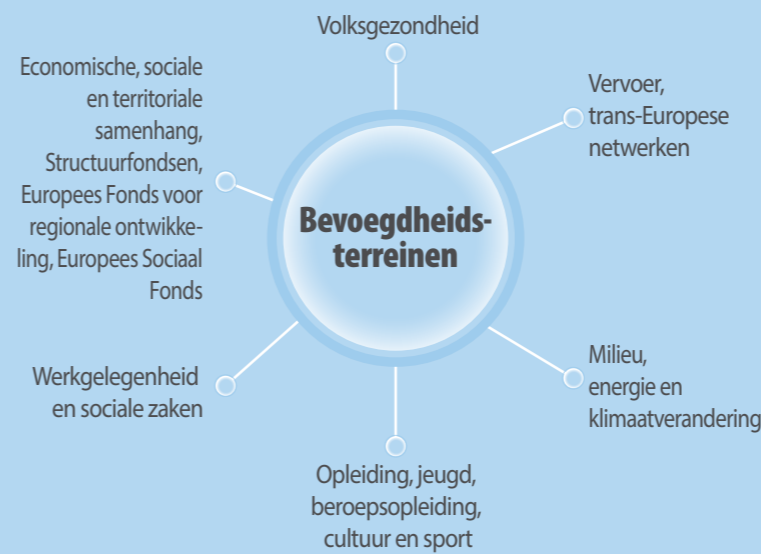 Volksgezondheid
Economische, sociale
en territoriale
samenhang,
Structuurfondsen,
Europees Fonds voor
regionale ontwikke-
ling, Europees Sociaal
Fonds
Vervoer,
trans-Europese
netwerken
Bevoegdheids-
terreinen
Werkgelegenheid
en sociale zaken
Milieu,
energie en
klimaatverandering
Opleiding, jeugd,
beroepsopleiding,
cultuur en sport